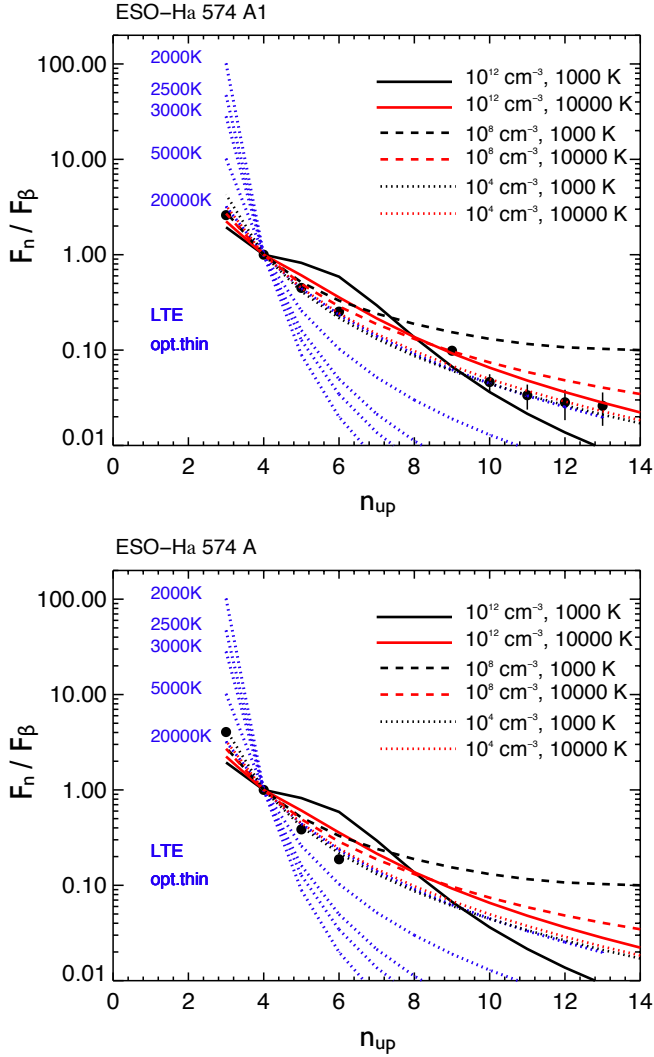 ESO−Ha 574 A1
100.00
10.00
1.00
0.10
0.01
F_n / F_β
2000K
2500K
3000K
5000K
20000K
LTE
opt.thin
10¹² cm⁻³, 1000 K
10¹² cm⁻³, 10000 K
10⁸ cm⁻³, 1000 K
10⁸ cm⁻³, 10000 K
10⁴ cm⁻³, 1000 K
10⁴ cm⁻³, 10000 K
0 2 4 6 8 10 12 14
n_up
ESO−Ha 574 A
100.00
10.00
1.00
0.10
0.01
F_n / F_β
2000K
2500K
3000K
5000K
20000K
LTE
opt.thin
10¹² cm⁻³, 1000 K
10¹² cm⁻³, 10000 K
10⁸ cm⁻³, 1000 K
10⁸ cm⁻³, 10000 K
10⁴ cm⁻³, 1000 K
10⁴ cm⁻³, 10000 K
0 2 4 6 8 10 12 14
n_up